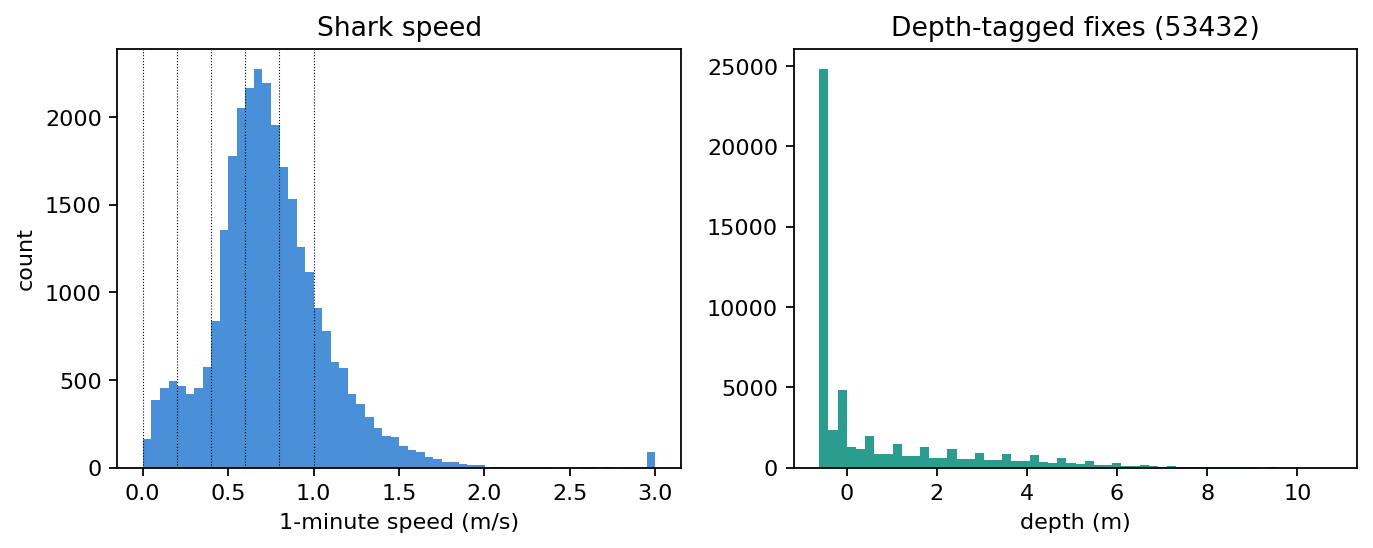 Shark speed
count
2000
1500
1000
500
0
0.0 0.5 1.0 1.5 2.0 2.5 3.0
1-minute speed (m/s)
Depth-tagged fixes (53432)
25000
20000
15000
10000
5000
0
0 2 4 6 8 10
depth (m)